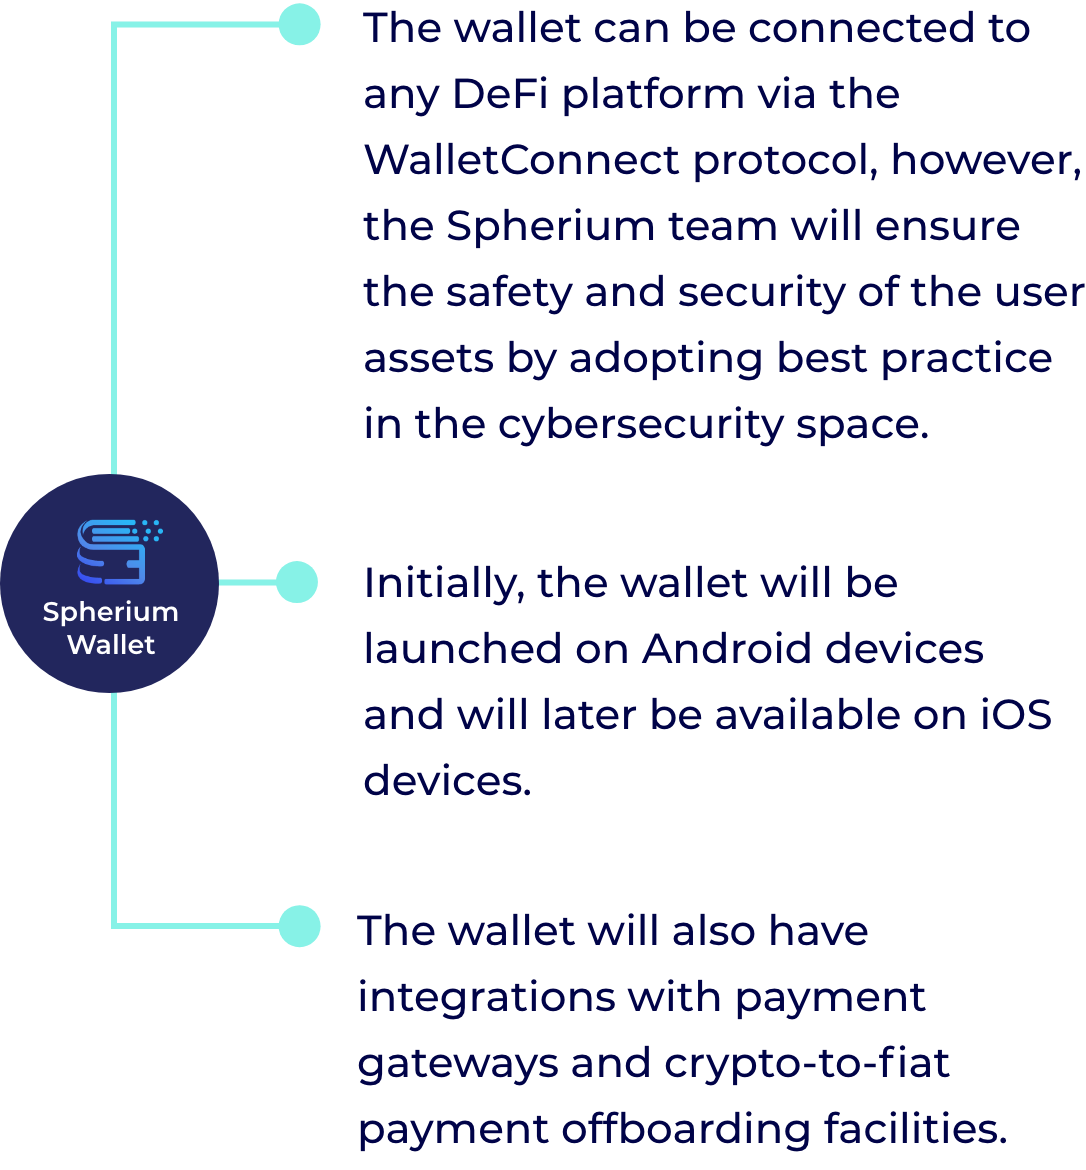 The wallet can be connected to
any DeFi platform via the
WalletConnect protocol, however,
the Spherium team will ensure
the safety and security of the user
assets by adopting best practice
in the cybersecurity space.
Spherium
Wallet
Initially, the wallet will be
launched on Android devices
and will later be available on iOS
devices.
The wallet will also have
integrations with payment
gateways and crypto-to-fiat
payment offboarding facilities.